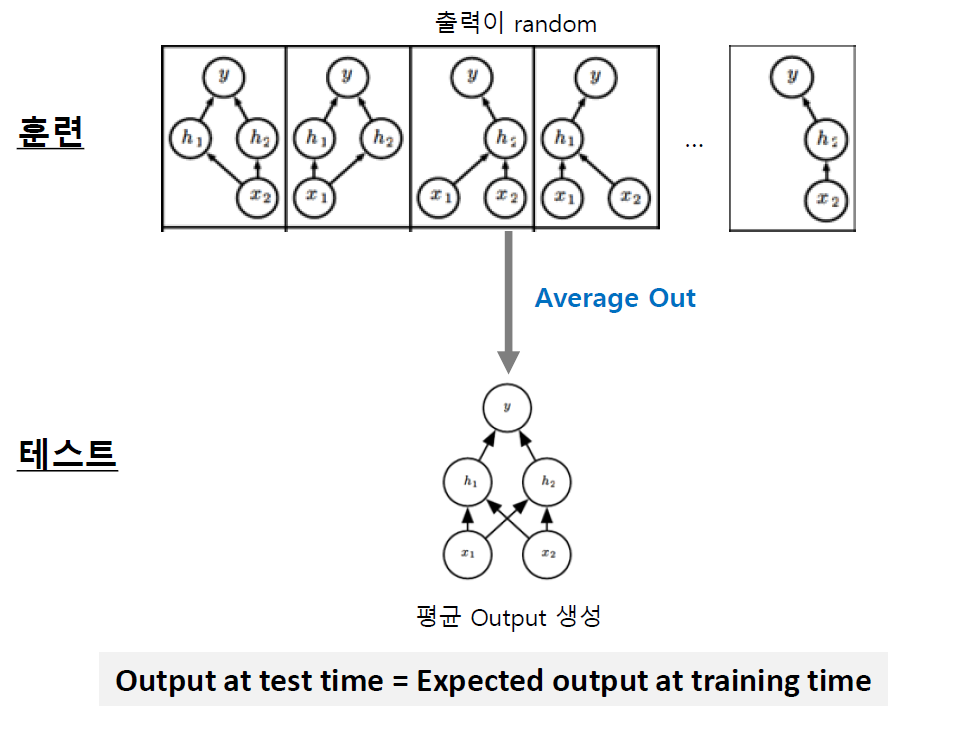 출력이 random
훈련
y y y y y
h1 h2 h1 h2 h2 h1 ... h2
x2 x1 x1 x2 x1 x2 x2
Average Out
테스트
y
h1 h2
x1 x2
평균 Output 생성
Output at test time = Expected output at training time